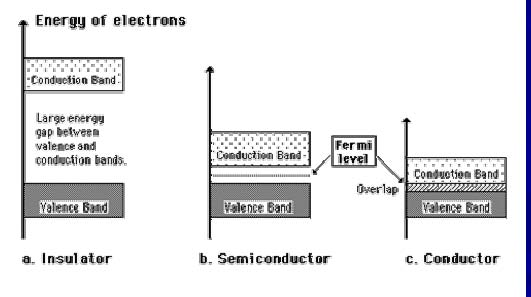 Energy of electrons
Conduction Band
Large energy
gap between
valence and
conduction bands.
Valence Band
a. Insulator
Conduction Band
Valence Band
b. Semiconductor
Fermi
level
Overlap
Conduction Band
Valence Band
c. Conductor